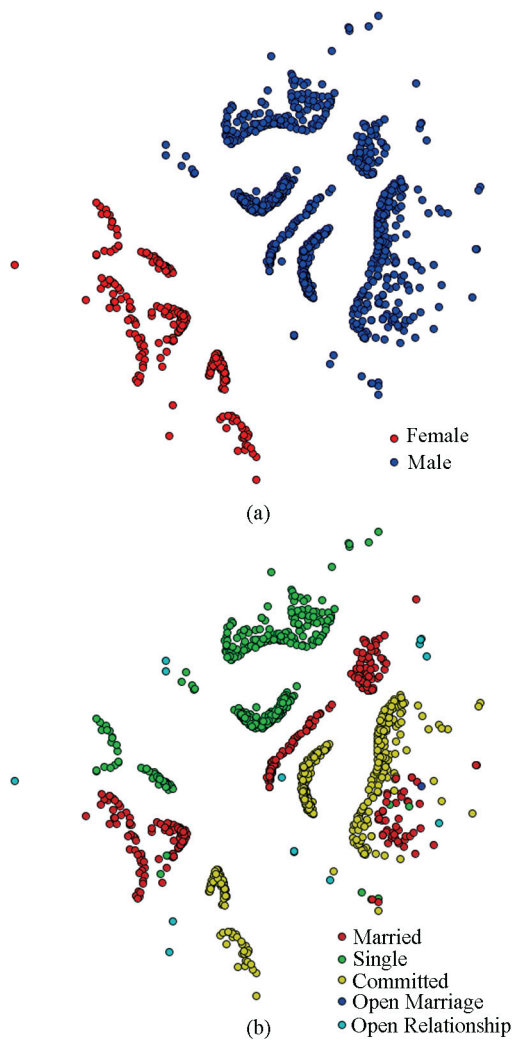 Female
Male
(a)
Married
Single
Committed
Open Marriage
Open Relationship
(b)